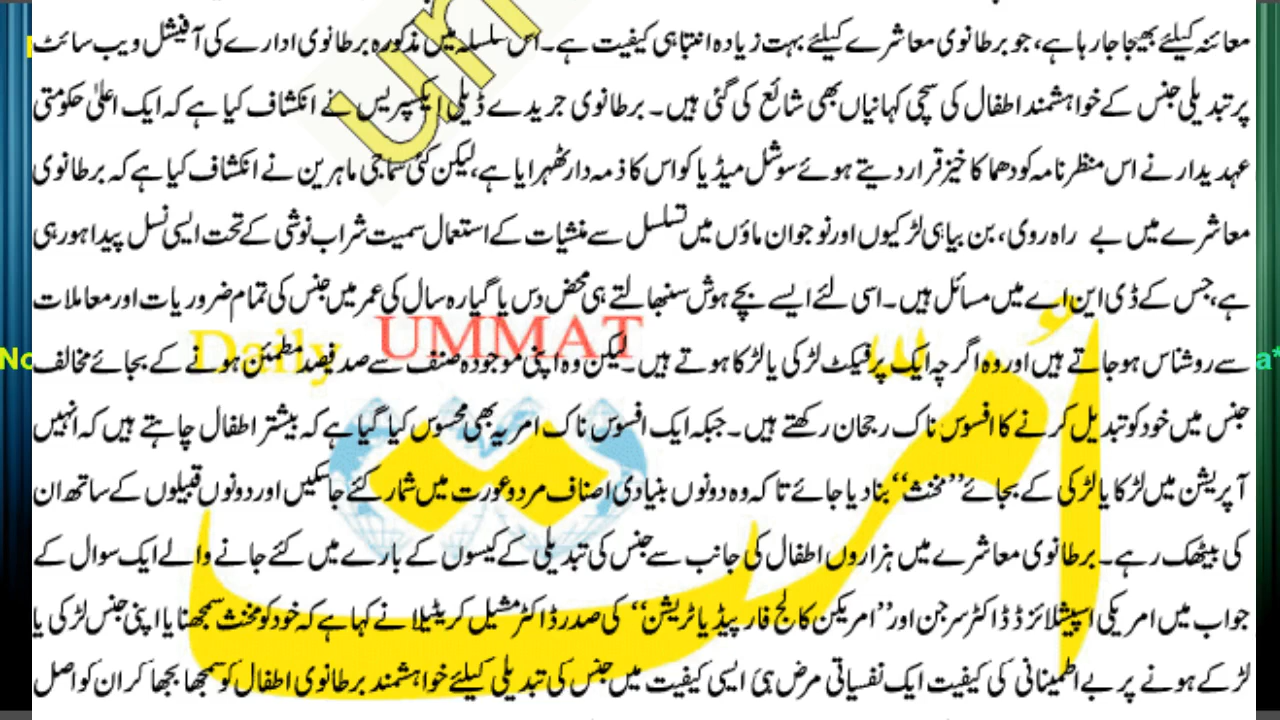 معائنہ کیلئے بھیجا جا رہا ہے، جو برطانوی معاشرے کیلئے بہت زیادہ انتباہی کیفیت ہے۔ اس سلسلہ میں مذکورہ برطانوی ادارے کی آفیشل ویب سائٹ
پر تبدیلی جنس کے خواہشمند اطفال کی سچی کہانیاں بھی شائع کی گئی ہیں۔ برطانوی جریدے ڈیلی ایکسپریس نے انکشاف کیا ہے کہ ایک اعلیٰ حکومتی
عہدیدار نے اس منظر نامہ کو دھماکا خیز قرار دیتے ہوئے سوشل میڈیا کو اس کا ذمہ دار ٹھہرایا ہے، لیکن کئی سماجی ماہرین نے انکشاف کیا ہے کہ برطانوی
معاشرے میں بے راہ روی، بن بیاہی لڑکیوں اور نوجوان ماؤں میں تسلسل سے منشیات کے استعمال سمیت شراب نوشی کے تحت ایسی نسل پیدا ہو رہی
ہے، جس کے ڈی این اے میں مسائل ہیں۔ اسی لئے ایسے بچے ہوش سنبھالتے ہی محض دس یا گیارہ سال کی عمر میں جنس کی تمام ضروریات اور معاملات
سے روشناس ہو جاتے ہیں اور وہ اگر چہ ایک پرفیکٹ لڑکی یا لڑکا ہوتے ہیں۔ لیکن وہ اپنی موجودہ صنف سے صد فیصد مطمئن ہونے کے بجائے مخالف
جنس میں خود کو تبدیل کرنے کا افسوس ناک رجحان رکھتے ہیں۔ جبکہ ایک افسوس ناک امر یہ بھی محسوس کیا گیا ہے کہ بیشتر اطفال چاہتے ہیں کہ انہیں
آپریشن میں لڑکا یا لڑکی کے بجائے ’’مخنث‘‘ بنا دیا جائے تاکہ وہ دونوں بنیادی اصناف مرد و عورت میں شمار کئے جاسکیں اور دونوں قبیلوں کے ساتھ ان
کی بیٹھک رہے۔ برطانوی معاشرے میں ہزاروں اطفال کی جانب سے جنس کی تبدیلی کے کیسوں کے بارے میں کئے جانے والے ایک سوال کے
جواب میں امریکی اسپیشلائزڈ ڈاکٹر سرجن اور ’’امریکن کالج فار پیڈیاٹریشن‘‘ کی صدر ڈاکٹر مشیل کریٹیلا نے کہا ہے کہ خود کو مخنث سمجھنا یا اپنی جنس لڑکی یا
لڑکے ہونے پر بے اطمینانی کی کیفیت ایک نفسیاتی مرض ہی ایسی کیفیت میں جنس کی تبدیلی کیلئے خواہشمند برطانوی اطفال کو سمجھا بجھا کر ان کو اصل
Daily UMMAT
امت
um
No
a*